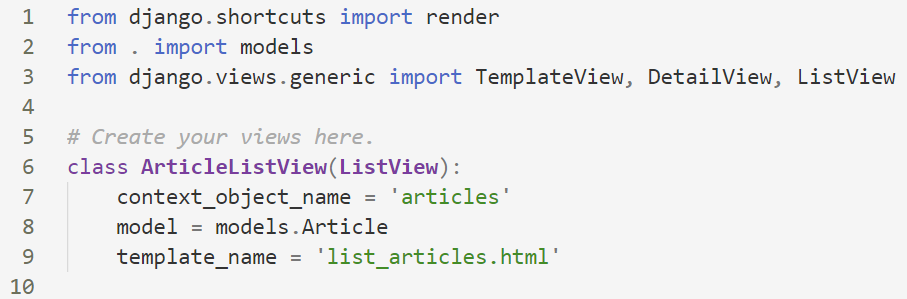 1 from django.shortcuts import render
2 from . import models
3 from django.views.generic import TemplateView, DetailView, ListView
4
5 # Create your views here.
6 class ArticleListView(ListView):
7     context_object_name = 'articles'
8     model = models.Article
9     template_name = 'list_articles.html'
10